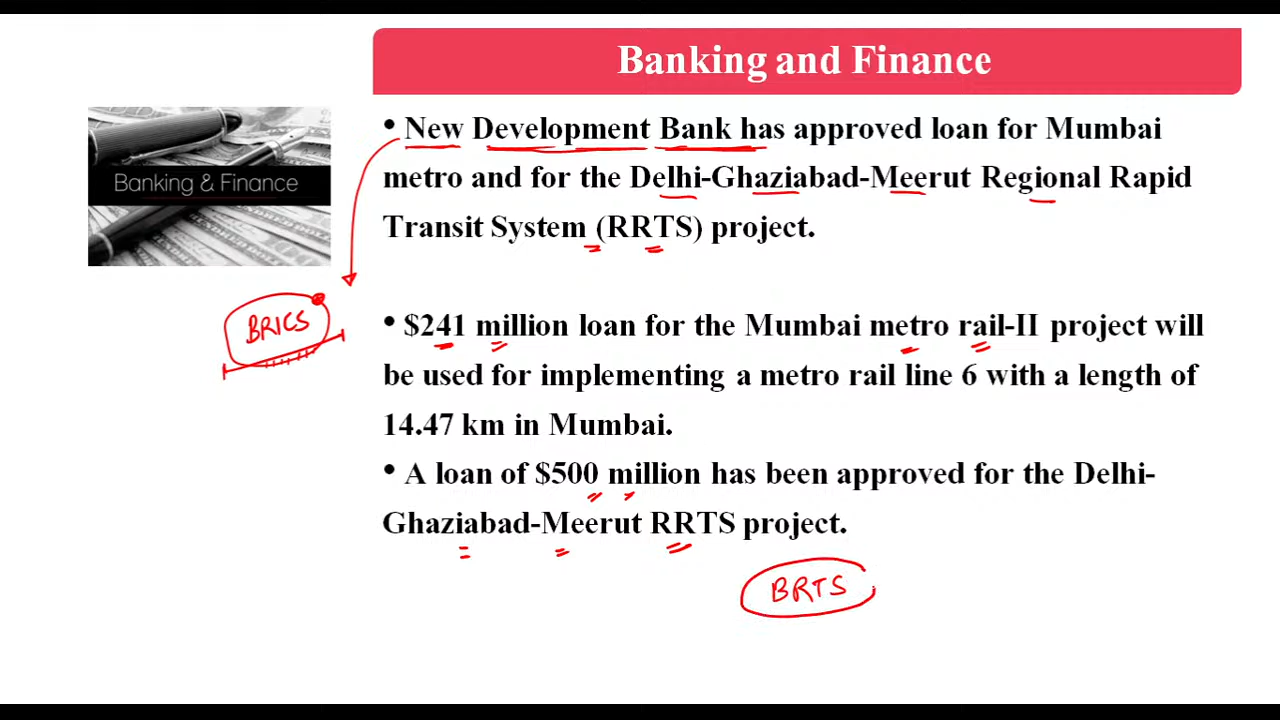 Banking and Finance
• New Development Bank has approved loan for Mumbai
metro and for the Delhi-Ghaziabad-Meerut Regional Rapid
Transit System (RRTS) project.
Banking & Finance
BRICS
• $241 million loan for the Mumbai metro rail-II project will
be used for implementing a metro rail line 6 with a length of
14.47 km in Mumbai.
• A loan of $500 million has been approved for the Delhi-
Ghaziabad-Meerut RRTS project.
BRTS